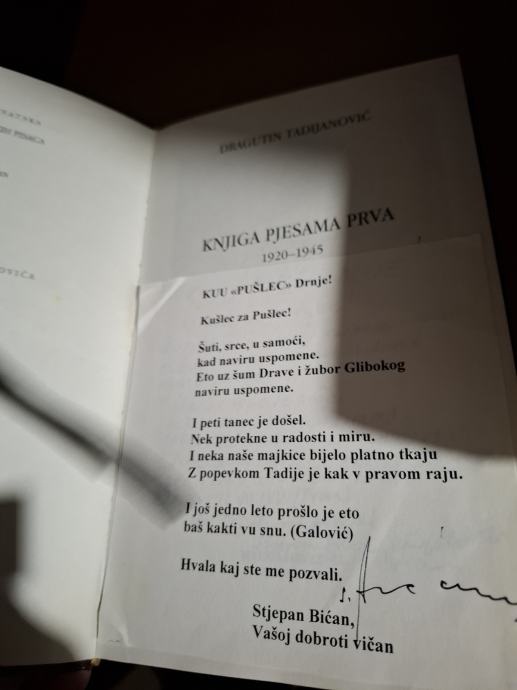 DRAGUTIN TADIJANOVIĆ
KNJIGA PJESAMA PRVA
1920–1945
KUU «PUŠLEC» Drnje!
Kušlec za Pušlec!
Šuti, srce, u samoći,
kad naviru uspomene.
Eto uz šum Drave i žubor Glibokog
naviru uspomene.
I peti tanec je došel.
Nek protekne u radosti i miru.
I neka naše majkice bijelo platno tkaju
Z popevkom Tadije je kak v pravom raju.
I još jedno leto prošlo je eto
baš kakti vu snu. (Galović)
Hvala kaj ste me pozvali.
Stjepan Bićan,
Vašoj dobroti vičan